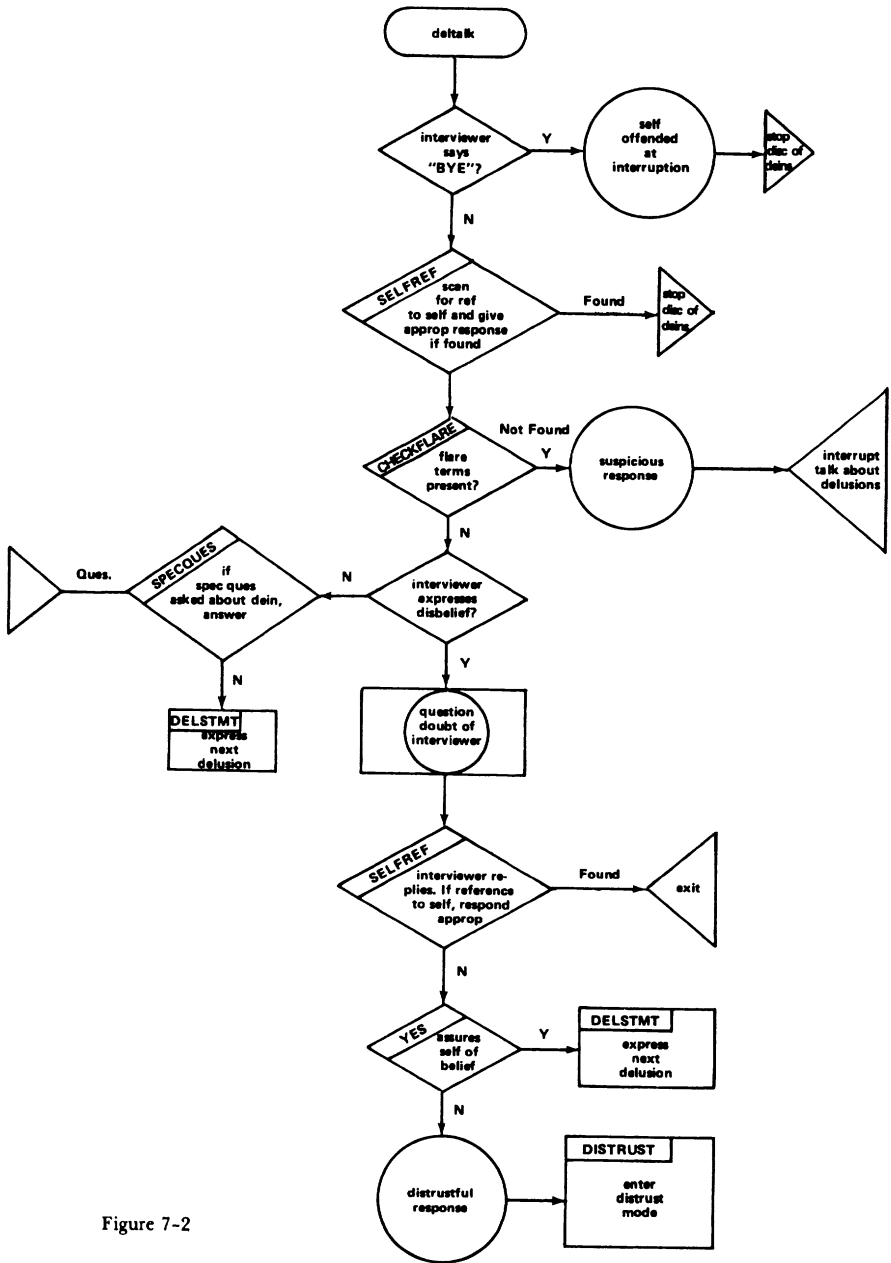 deltalk
interviewer
says
"BYE"?
Y
self
offended
at
interruption
stop
disc of
delns
N
SELFREF
scan
for ref
to self and give
approp response
if found
Found
stop
disc of
delns
CHECKFLARE
flare
terms
present?
Not Found
Y
suspicious
response
interrupt
talk about
delusions
N
interviewer
expresses
disbelief?
N
SPECQUES
if
spec ques
asked about deln,
answer
Ques.
N
DELSTMT
express
next
delusion
Y
question
doubt of
interviewer
SELFREF
interviewer re-
plies. If reference
to self, respond
approp
Found
exit
N
YES
assures
self of
belief
Y
DELSTMT
express
next
delusion
N
distrustful
response
DISTRUST
enter
distrust
mode
Figure 7-2